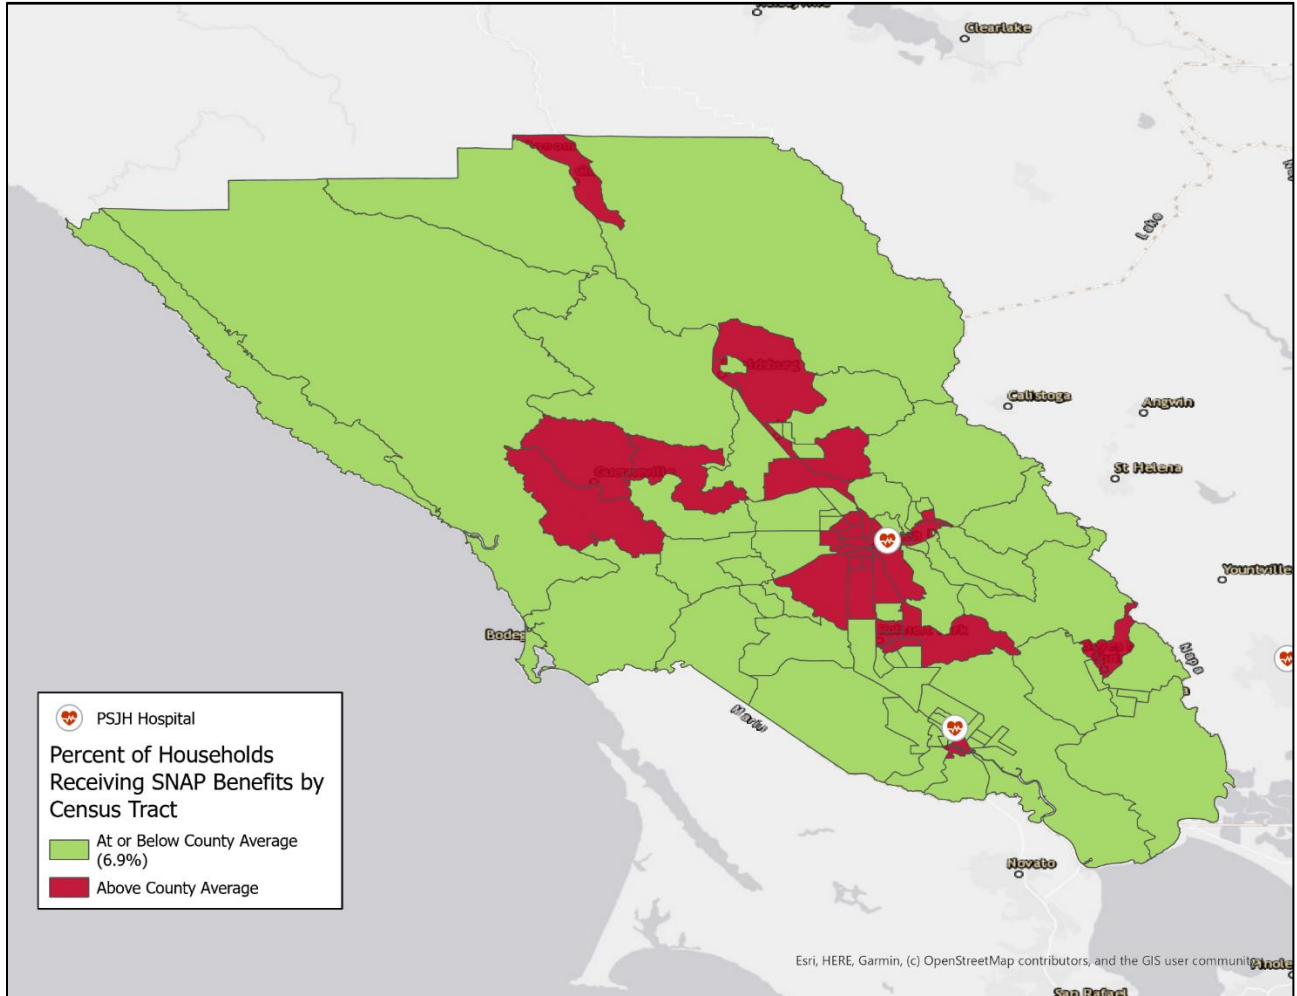 Clearlake
Lake
Calistoga
Angwin
St Helena
Guerneville
Yountville
Napa
Marin
PSJH Hospital
Percent of Households
Receiving SNAP Benefits by
Census Tract
At or Below County Average
(6.9%)
Above County Average
Novato
Esri, HERE, Garmin, (c) OpenStreetMap contributors, and the GIS user community
San Rafael